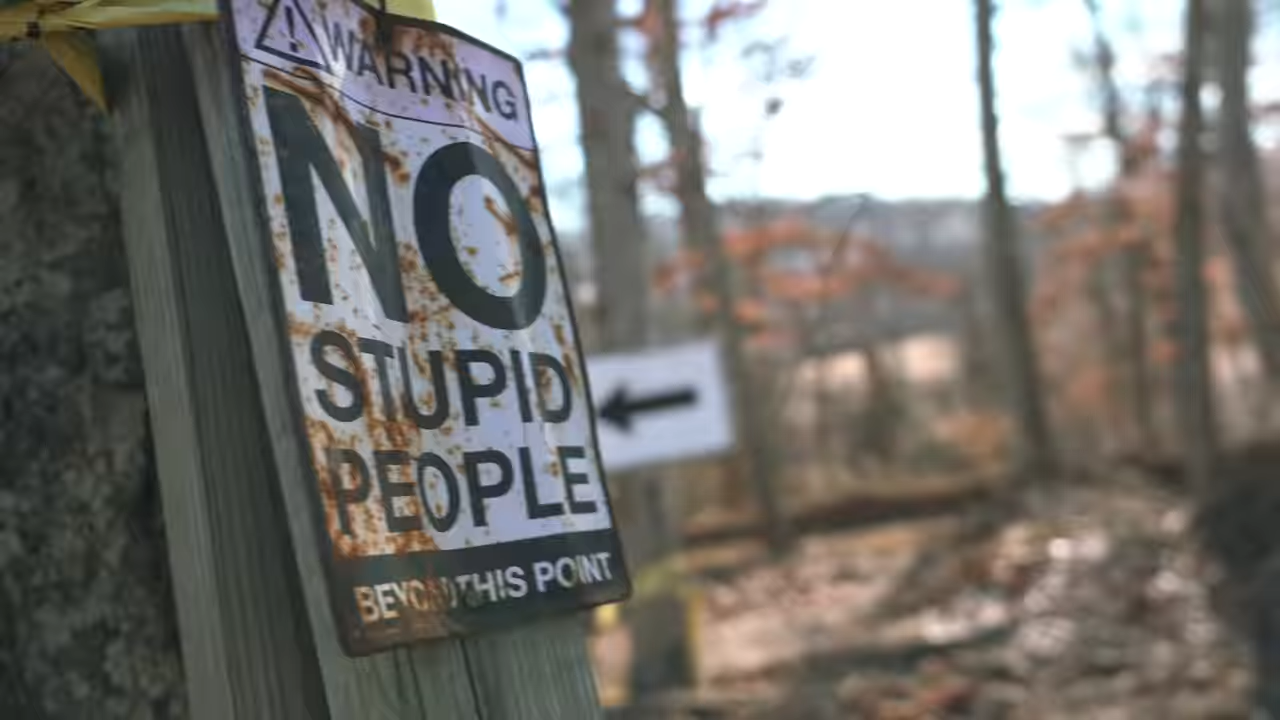 WARNING
NO
STUPID
PEOPLE
BEYOND THIS POINT